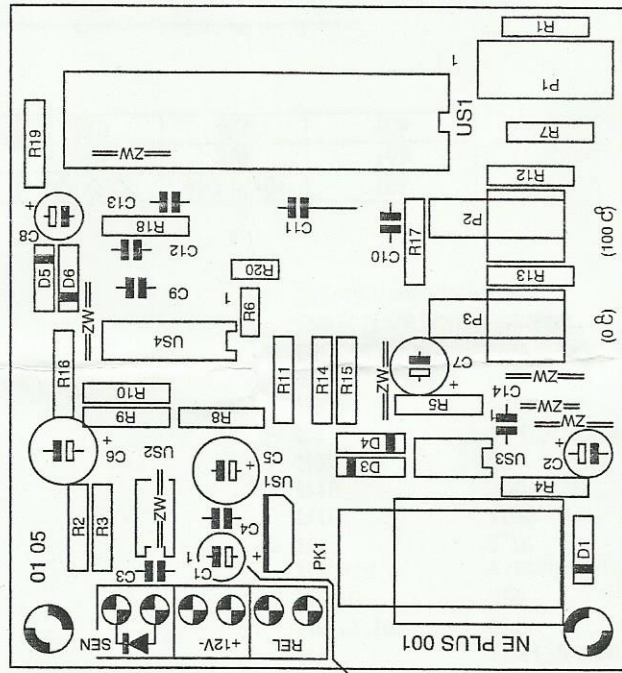 R1
1
P1
US1
R7
R19
ZW
R12
C13
R18
C8
+
C11
R17
P2
C10
C12
(100°C)
D5
D6
R20
R13
C9
1
R6
P3
ZW
US4
(0°C)
R16
R11
R14
R15
ZW
C7
+
C14
ZW
R10
R5
R9
R8
1
ZW
ZW
C6
+
US2
C5
+
D4
D3
US3
C2
+
ZW
US1
R4
R2
R3
C4
PK1
D1
01 05
C3
C1
1
+
SEN
+12V-
REL
NE PLUS 001